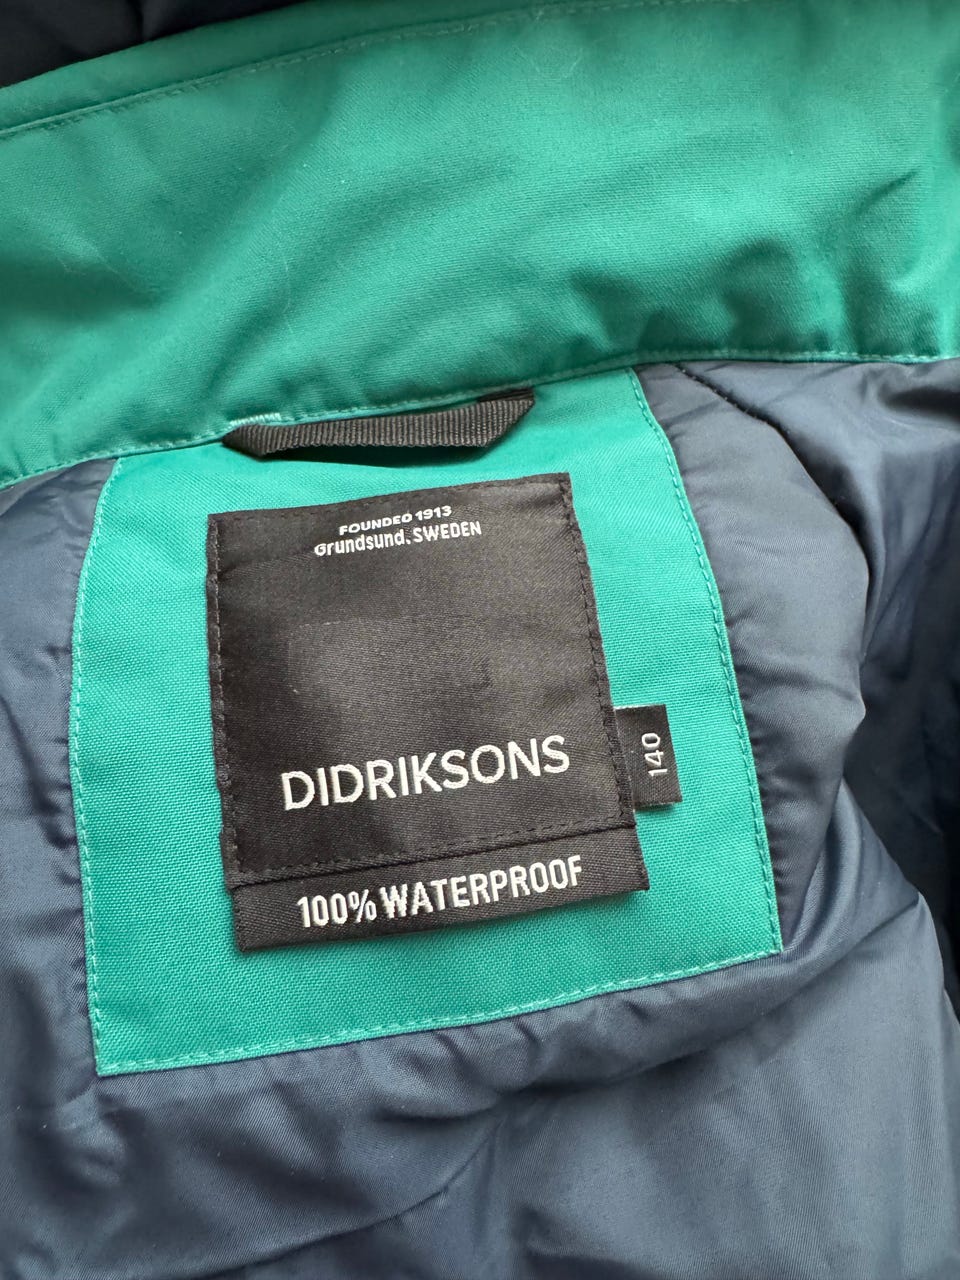 FOUNDED 1913
Grundsund, SWEDEN
DIDRIKSONS
140
100% WATERPROOF